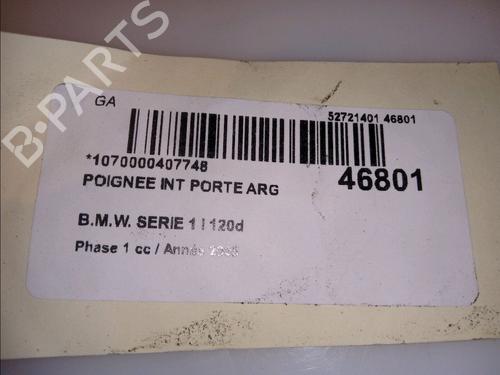 GA
52721401 46801
*1070000407748
46801
POIGNEE INT PORTE ARG
B.M.W. SERIE 1 I 120d
Phase 1 cc / Année
B-PARTS